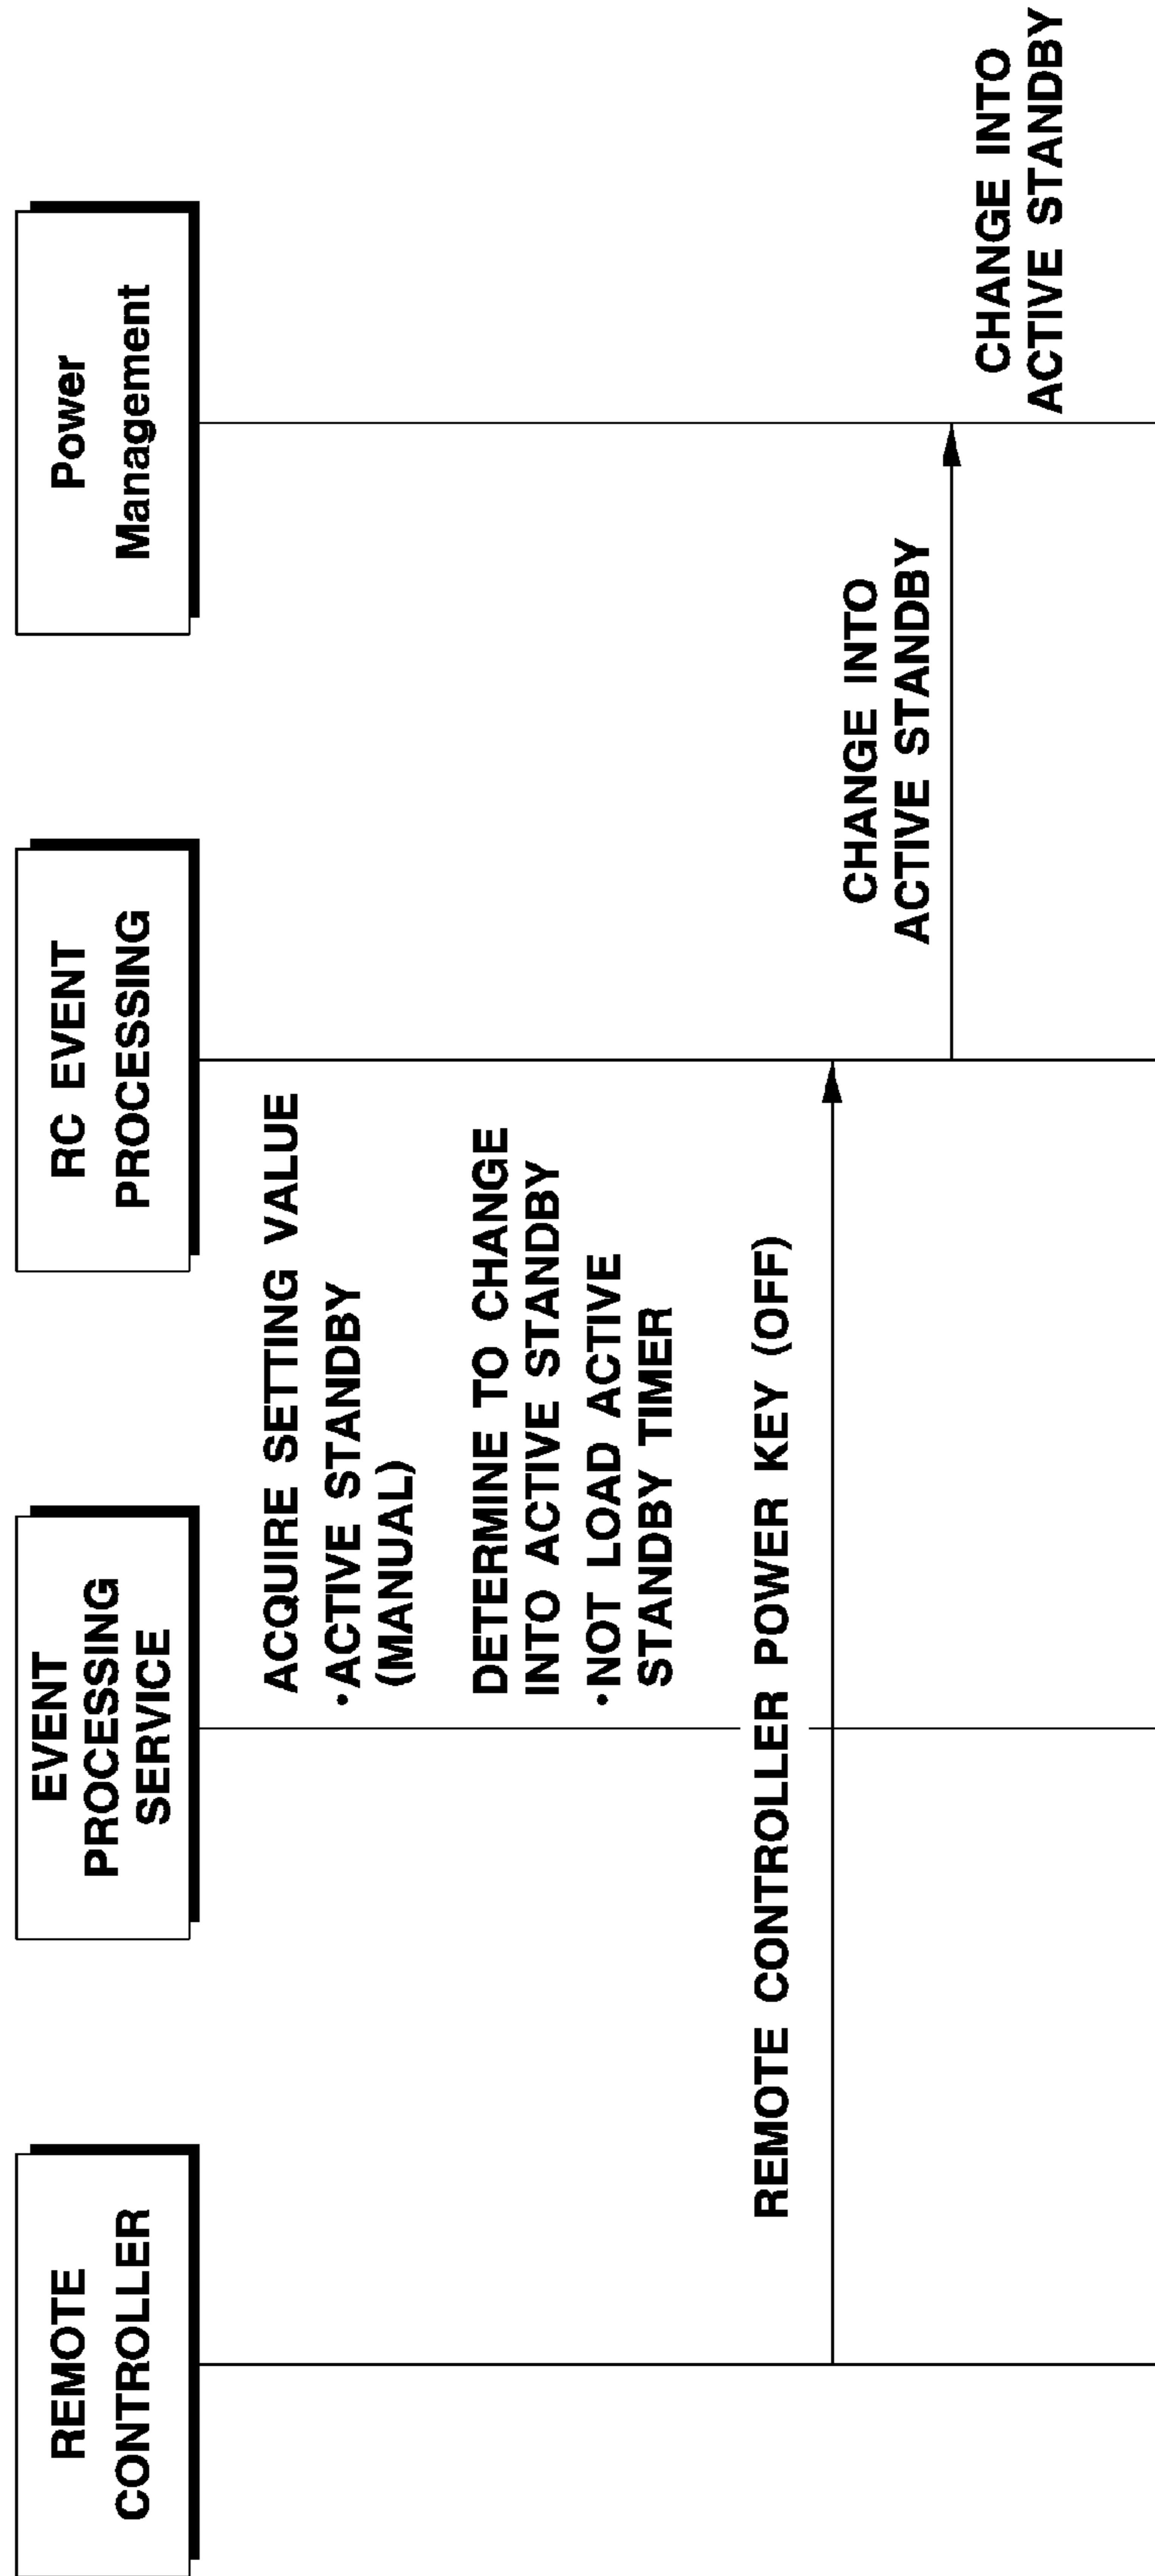 REMOTE
CONTROLLER
EVENT
PROCESSING
SERVICE
RC EVENT
PROCESSING
Power
Management
ACQUIRE SETTING VALUE
・ACTIVE STANDBY
(MANUAL)
DETERMINE TO CHANGE
INTO ACTIVE STANDBY
・NOT LOAD ACTIVE
STANDBY TIMER
REMOTE CONTROLLER POWER KEY (OFF)
CHANGE INTO
ACTIVE STANDBY
CHANGE INTO
ACTIVE STANDBY